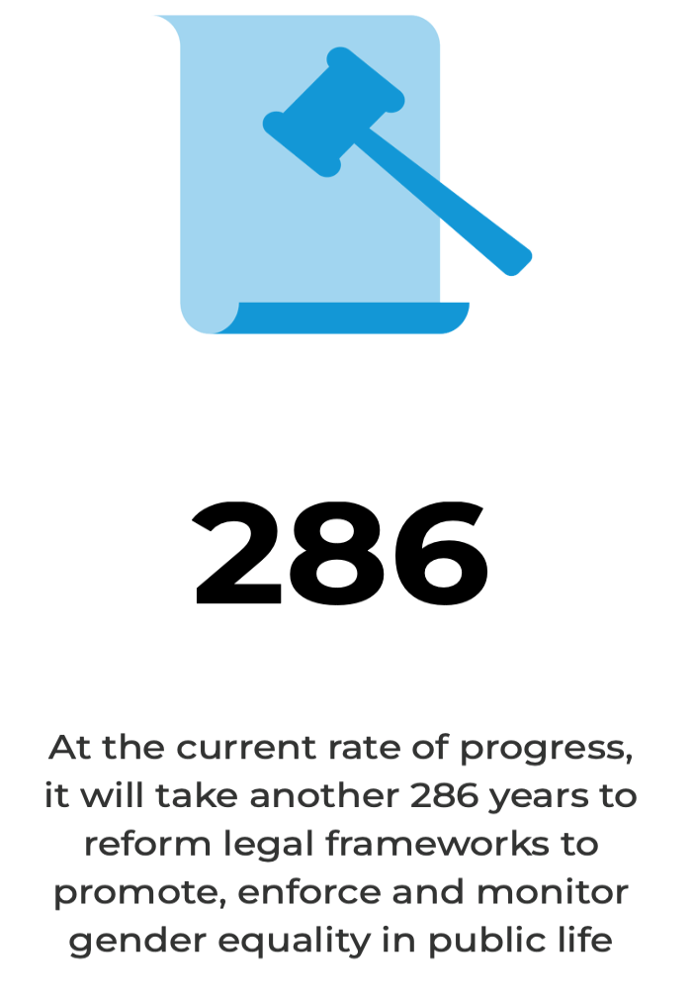 286
At the current rate of progress,
it will take another 286 years to
reform legal frameworks to
promote, enforce and monitor
gender equality in public life